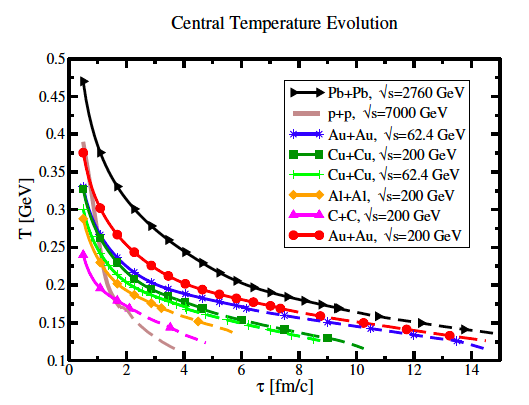 Central Temperature Evolution
0.5
0.45
0.4
0.35
0.3
0.25
0.2
0.15
0.1
T [GeV]
Pb+Pb, √s=2760 GeV
p+p, √s=7000 GeV
Au+Au, √s=62.4 GeV
Cu+Cu, √s=200 GeV
Cu+Cu, √s=62.4 GeV
Al+Al, √s=200 GeV
C+C, √s=200 GeV
Au+Au, √s=200 GeV
0 2 4 6 8 10 12 14
τ [fm/c]